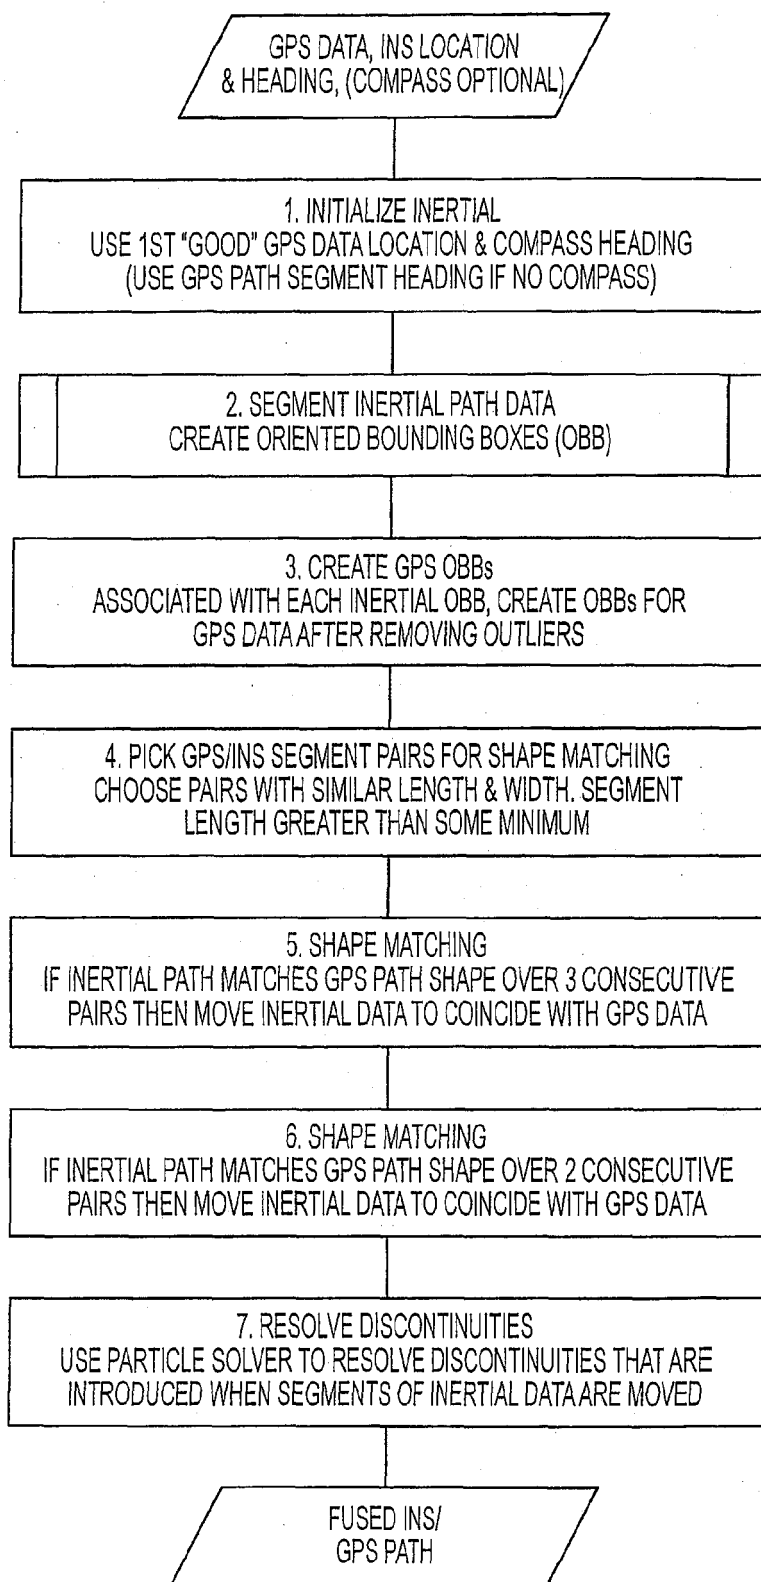 GPS DATA, INS LOCATION
& HEADING, (COMPASS OPTIONAL)
1. INITIALIZE INERTIAL
USE 1ST "GOOD" GPS DATA LOCATION & COMPASS HEADING
(USE GPS PATH SEGMENT HEADING IF NO COMPASS)
2. SEGMENT INERTIAL PATH DATA
CREATE ORIENTED BOUNDING BOXES (OBB)
3. CREATE GPS OBBs
ASSOCIATED WITH EACH INERTIAL OBB, CREATE OBBs FOR
GPS DATA AFTER REMOVING OUTLIERS
4. PICK GPS/INS SEGMENT PAIRS FOR SHAPE MATCHING
CHOOSE PAIRS WITH SIMILAR LENGTH & WIDTH. SEGMENT
LENGTH GREATER THAN SOME MINIMUM
5. SHAPE MATCHING
IF INERTIAL PATH MATCHES GPS PATH SHAPE OVER 3 CONSECUTIVE
PAIRS THEN MOVE INERTIAL DATA TO COINCIDE WITH GPS DATA
6. SHAPE MATCHING
IF INERTIAL PATH MATCHES GPS PATH SHAPE OVER 2 CONSECUTIVE
PAIRS THEN MOVE INERTIAL DATA TO COINCIDE WITH GPS DATA
7. RESOLVE DISCONTINUITIES
USE PARTICLE SOLVER TO RESOLVE DISCONTINUITIES THAT ARE
INTRODUCED WHEN SEGMENTS OF INERTIAL DATA ARE MOVED
FUSED INS/
GPS PATH